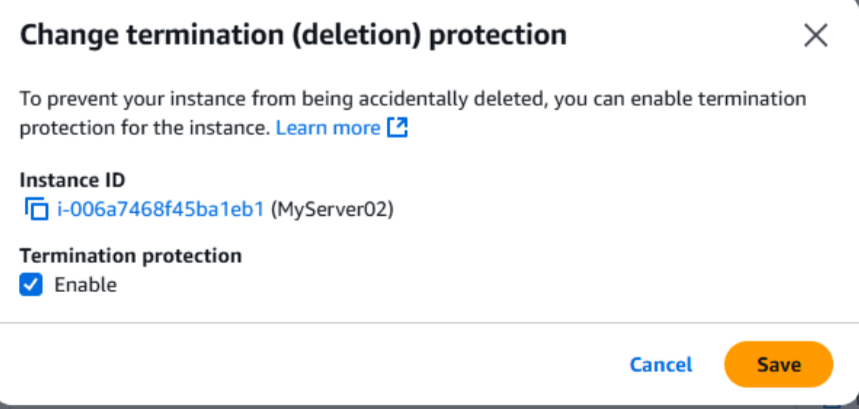 Change termination (deletion) protection
To prevent your instance from being accidentally deleted, you can enable termination
protection for the instance. Learn more
Instance ID
i-006a7468f45ba1eb1 (MyServer02)
Termination protection
Enable
Cancel
Save